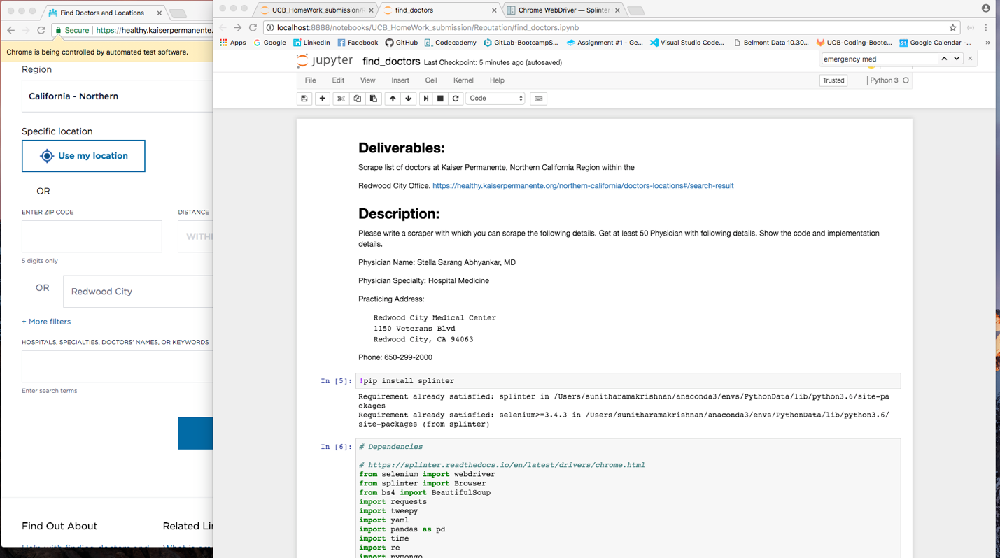 Find Doctors and Locations
Secure https://healthy.kaiserpermanente.
Chrome is being controlled by automated test software.
Region
California - Northern
Specific location
Use my location
OR
ENTER ZIP CODE DISTANCE
5 digits only
OR Redwood City
+ More filters
HOSPITALS, SPECIALTIES, DOCTORS' NAMES, OR KEYWORDS
Enter search terms
Find Out About Related
UCB_HomeWork_submission/R find_doctors Chrome WebDriver — Splinter
localhost:8888/notebooks/UCB_HomeWork_submission/Reputation/find_doctors.ipynb
Apps Google LinkedIn Facebook GitHub Codecademy GitLab-BootcampS... Assignment #1 - Ge... Visual Studio Code... Belmont Data 10.30... UCB-Coding-Bootc... Google Calendar -... »
emergency med
jupyter find_doctors Last Checkpoint: 5 minutes ago (autosaved)
File Edit View Insert Cell Kernel Help Trusted Python 3
Code
Deliverables:
Scrape list of doctors at Kaiser Permanente, Northern California Region within the
Redwood City Office. https://healthy.kaiserpermanente.org/northern-california/doctors-locations#/search-result
Description:
Please write a scraper with which you can scrape the following details. Get at least 50 Physician with following details. Show the code and implementation
details.
Physician Name: Stella Sarang Abhyankar, MD
Physician Specialty: Hospital Medicine
Practicing Address:
Redwood City Medical Center
1150 Veterans Blvd
Redwood City, CA 94063
Phone: 650-299-2000
In [5]: !pip install splinter
Requirement already satisfied: splinter in /Users/sunitharamakrishnan/anaconda3/envs/PythonData/lib/python3.6/site-pa
ckages
Requirement already satisfied: selenium>=3.4.3 in /Users/sunitharamakrishnan/anaconda3/envs/PythonData/lib/python3.6/
site-packages (from splinter)
In [6]: # Dependencies
# https://splinter.readthedocs.io/en/latest/drivers/chrome.html
from selenium import webdriver
from splinter import Browser
from bs4 import BeautifulSoup
import requests
import tweepy
import yaml
import pandas as pd
import time
import re
import pymongo